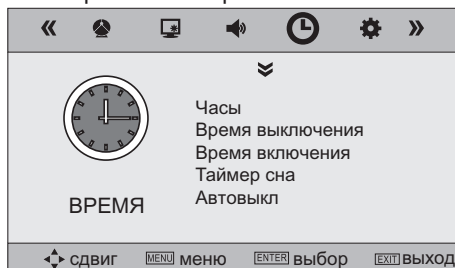 Часы
Время выключения
Время включения
Таймер сна
Автовыкл
ВРЕМЯ
сдвиг MENU меню ENTER выбор EXIT выход